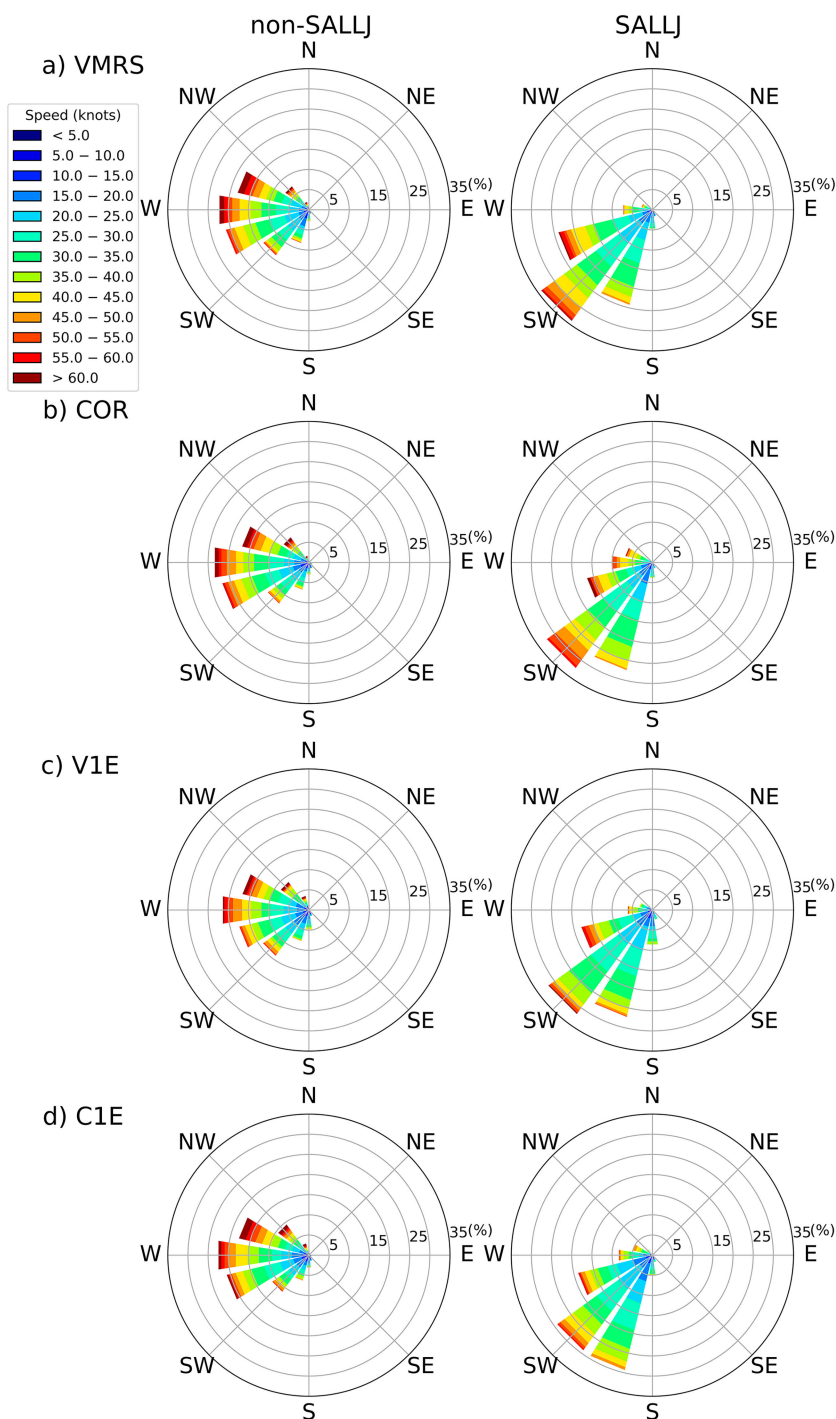 non-SALLJ SALLJ
a) VMRS
N N
NW NE NW NE
Speed (knots)
< 5.0
5.0 − 10.0
10.0 − 15.0
15.0 − 20.0
20.0 − 25.0
25.0 − 30.0
30.0 − 35.0
35.0 − 40.0
40.0 − 45.0
45.0 − 50.0
50.0 − 55.0
55.0 − 60.0
> 60.0
W 5 15 25 35(%) E W 5 15 25 35(%) E
SW SE SW SE
S S
b) COR
N N
NW NE NW NE
W 5 15 25 35(%) E W 5 15 25 35(%) E
SW SE SW SE
S S
c) V1E
N N
NW NE NW NE
W 5 15 25 35(%) E W 5 15 25 35(%) E
SW SE SW SE
S S
d) C1E
N N
NW NE NW NE
W 5 15 25 35(%) E W 5 15 25 35(%) E
SW SE SW SE
S S